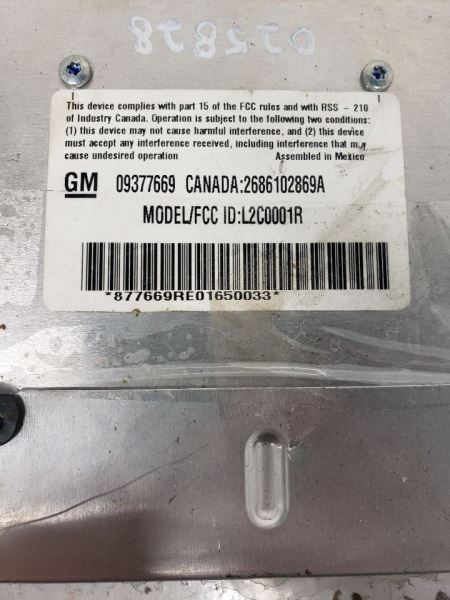 022828
This device complies with part 15 of the FCC rules and with RSS – 210
of Industry Canada. Operation is subject to the following two conditions:
(1) this device may not cause harmful interference, and (2) this device
must accept any interference received, including interference that may
cause undesired operation Assembled in Mexico
GM 09377669 CANADA:2686102869A
MODEL/FCC ID:L2C0001R
*877669RE01650033*